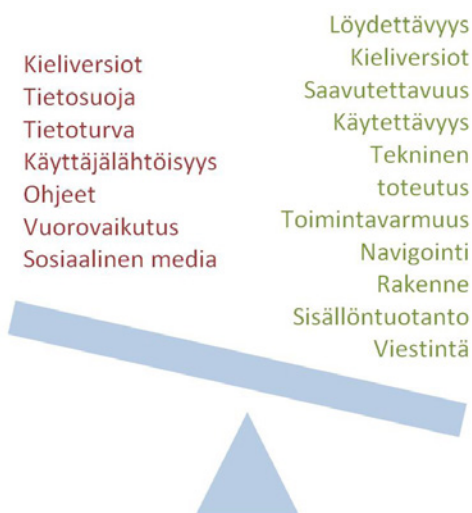 Kieliversiot
Tietosuoja
Tietoturva
Käyttäjälähtöisyys
Ohjeet
Vuorovaikutus
Sosiaalinen media
Löydettävyys
Kieliversiot
Saavutettavuus
Käytettävyys
Tekninen
toteutus
Toimintavarmuus
Navigointi
Rakenne
Sisällöntuotanto
Viestintä